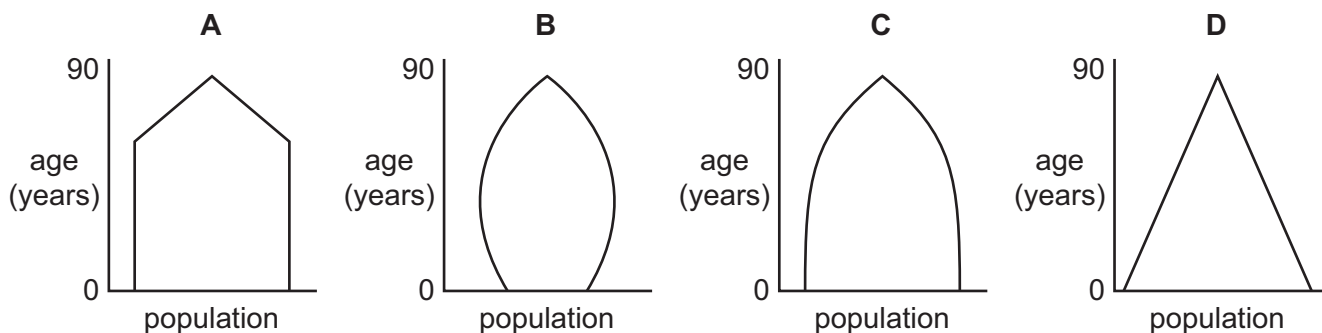 A
90
age
(years)
0
population
B
90
age
(years)
0
population
C
90
age
(years)
0
population
D
90
age
(years)
0
population